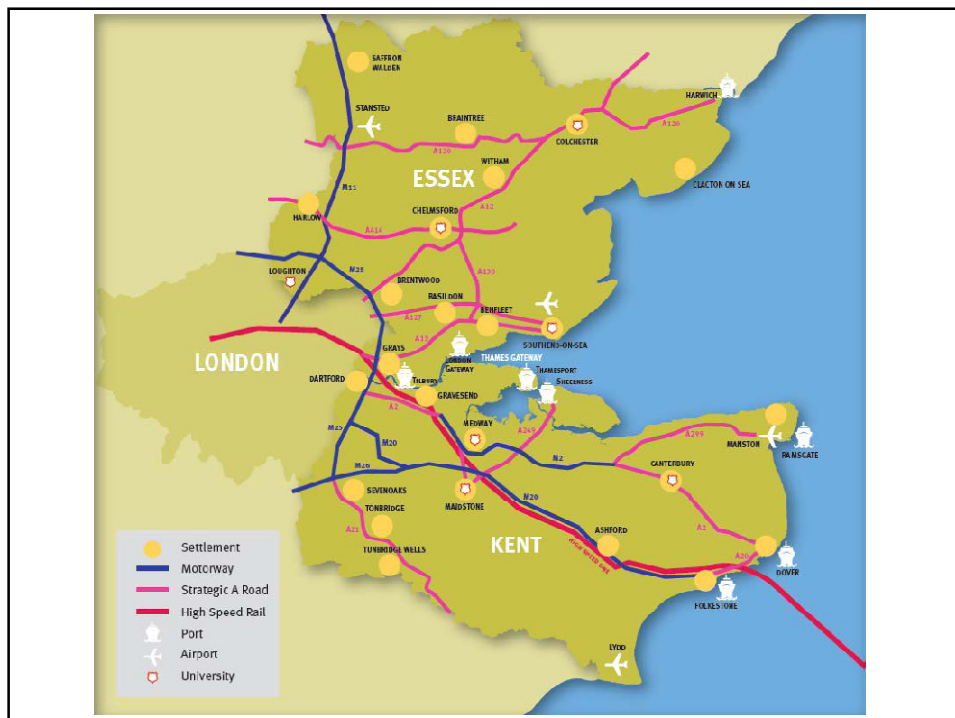 SAFFRON
WALDEN
STANSTED
HARWICH
BRAINTREE
A120
COLCHESTER
A120
WITHAM
ESSEX
CLACTON ON SEA
M11
A12
HARLOW
CHELMSFORD
A414
LOUGHTON
M25
A130
BRENTWOOD
BASILDON
BENFLEET
A127
A13
SOUTHEND-ON-SEA
LONDON
GRAYS
LONDON
GATEWAY
THAMES GATEWAY
THAMESPORT
SHEERNESS
DARTFORD
TILBURY
GRAVESEND
A2
MEDWAY
A249
M25
M20
A299
MANSTON
RAMSGATE
M2
CANTERBURY
M26
M20
SEVENOAKS
MAIDSTONE
TONBRIDGE
A21
A2
KENT
ASHFORD
HIGH SPEED ONE
TUNBRIDGE WELLS
A20
DOVER
FOLKESTONE
LYDD
Settlement
Motorway
Strategic A Road
High Speed Rail
Port
Airport
University